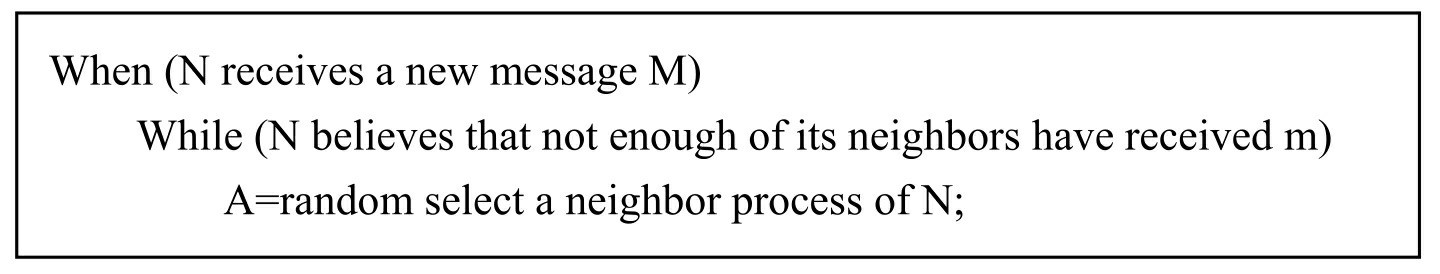 When (N receives a new message M)
While (N believes that not enough of its neighbors have received m)
A=random select a neighbor process of N;